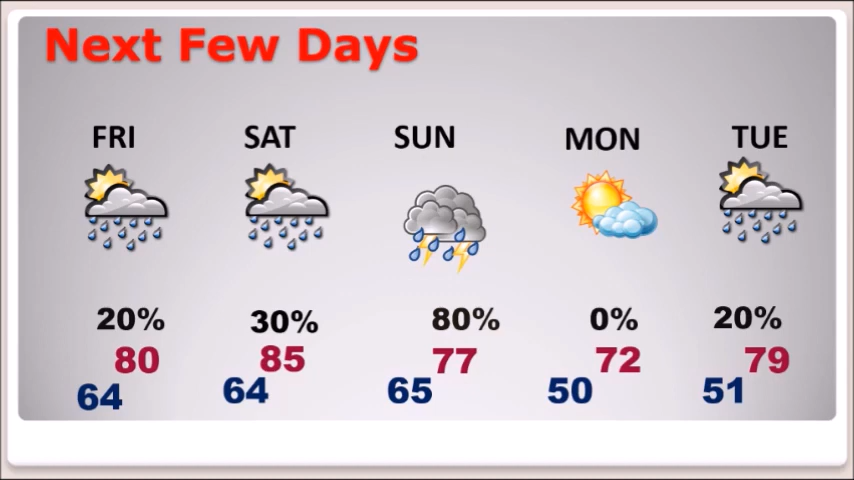 Next Few Days
FRI SAT SUN MON TUE
20% 30% 80% 0% 20%
80 85 77 72 79
64 64 65 50 51